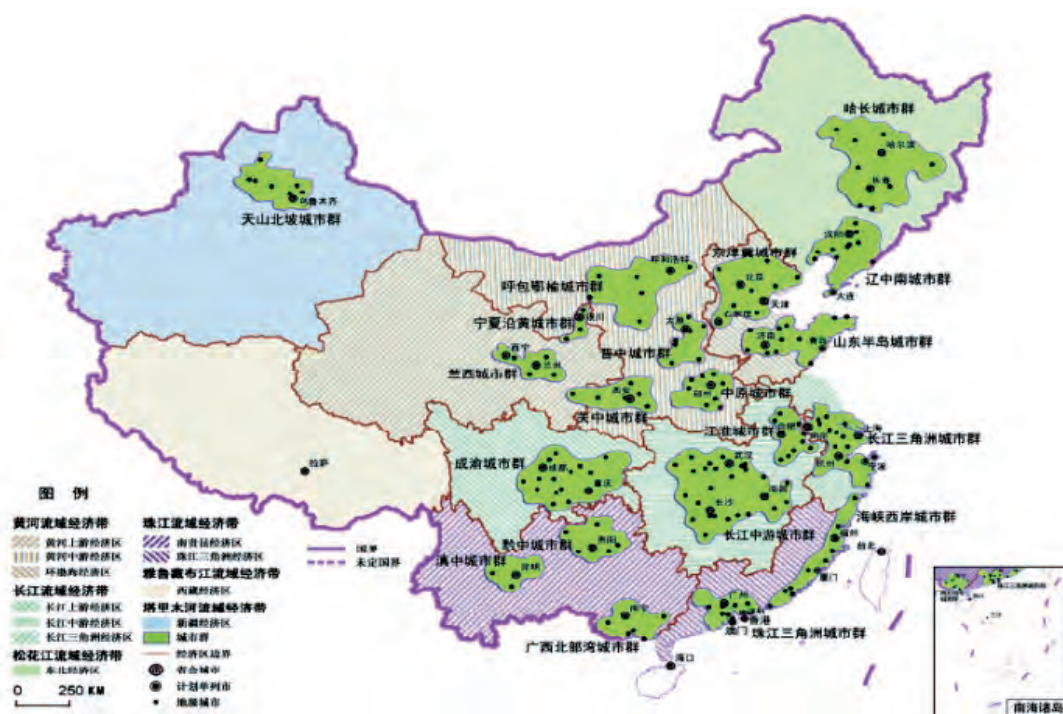 哈长城市群
哈尔滨
长春
乌鲁木齐
天山北坡城市群
沈阳
京津冀城市群
呼和浩特
辽中南城市群
北京
呼包鄂榆城市群
大连
天津
石家庄
银川
宁夏沿黄城市群
太原
济南
青岛
山东半岛城市群
西宁
晋中城市群
兰州
兰西城市群
西安
郑州
中原城市群
关中城市群
江淮城市群
合肥
南京
上海
长江三角洲城市群
成渝城市群
成都
武汉
杭州
宁波
拉萨
重庆
南昌
长沙
海峡西岸城市群
长江中游城市群
黔中城市群
贵阳
福州
台北
滇中城市群
昆明
厦门
南宁
广州
香港
澳门
珠江三角洲城市群
广西北部湾城市群
海口
图 例
黄河流域经济带
黄河上游经济区
黄河中游经济区
环渤海经济区
长江流域经济带
长江上游经济区
长江中游经济区
长江三角洲经济区
松花江流域经济带
东北经济区
珠江流域经济带
南贵昆经济区
珠江三角洲经济区
雅鲁藏布江流域经济带
西藏经济区
塔里木河流域经济带
新疆经济区
城市群
经济区边界
省会城市
计划单列市
地级城市
国界
未定国界
0 250 KM
南海诸岛